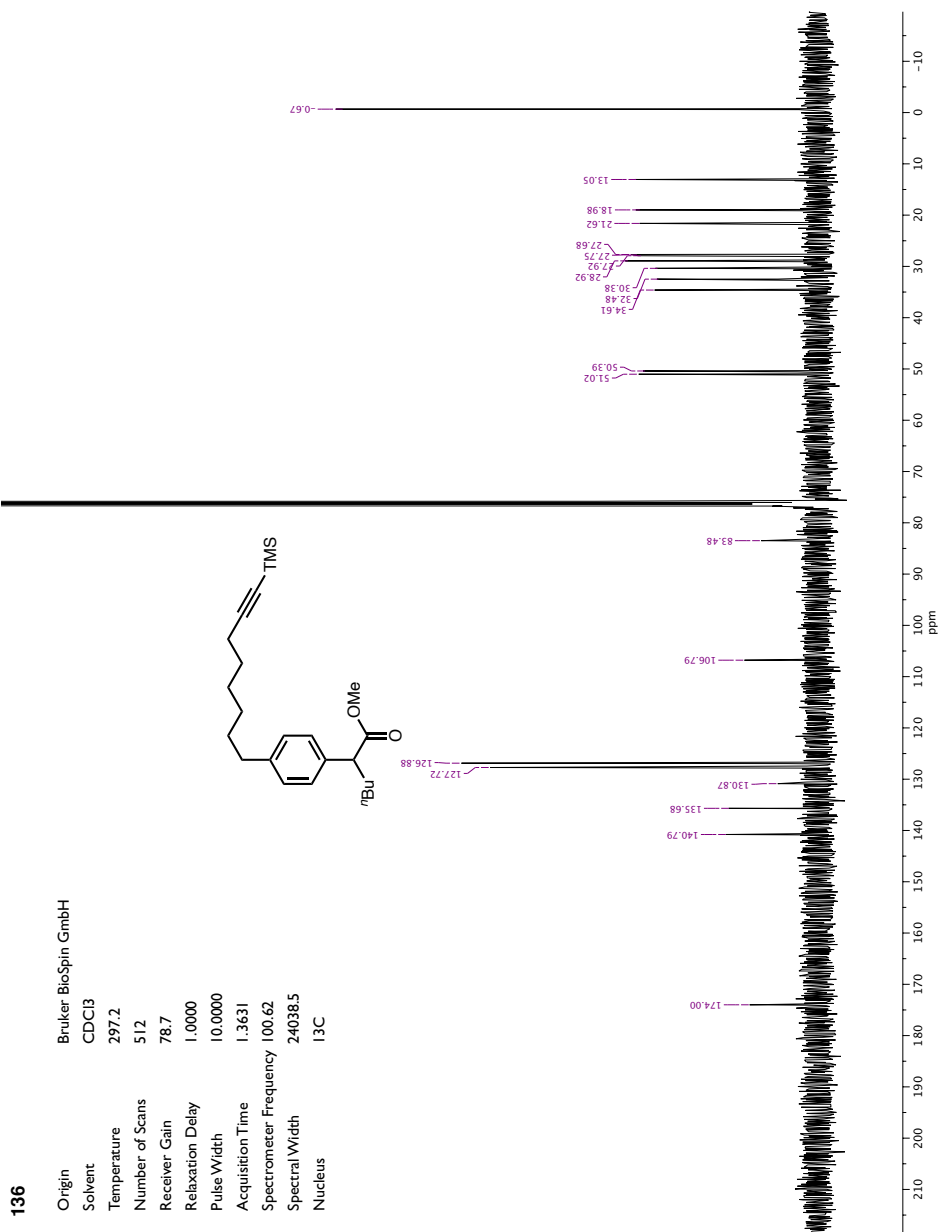 136
Origin Bruker BioSpin GmbH
Solvent CDCl3
Temperature 297.2
Number of Scans 512
Receiver Gain 78.7
Relaxation Delay 1.0000
Pulse Width 10.0000
Acquisition Time 1.3631
Spectrometer Frequency 100.62
Spectral Width 24038.5
Nucleus 13C
TMS
OMe
nBu
O
174.00
140.79
135.68
130.87
127.72
126.88
106.79
83.48
51.02
50.39
34.61
32.48
30.38
28.92
27.92
27.75
27.68
21.62
18.98
13.05
-0.67
210 200 190 180 170 160 150 140 130 120 110 100 90 80 70 60 50 40 30 20 10 0 -10
ppm